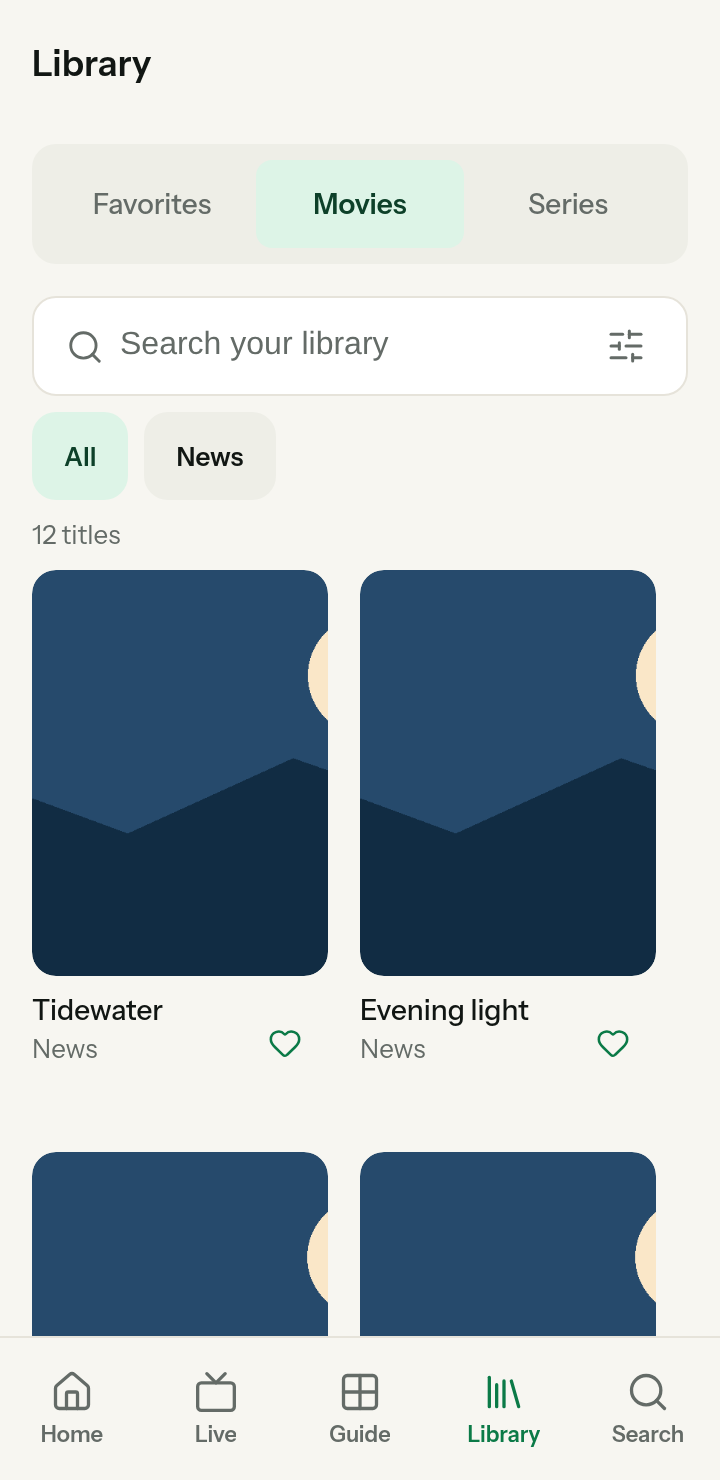 Library
Favorites Movies Series
Search your library
All News
12 titles
Tidewater Evening light
News News
Home Live Guide Library Search